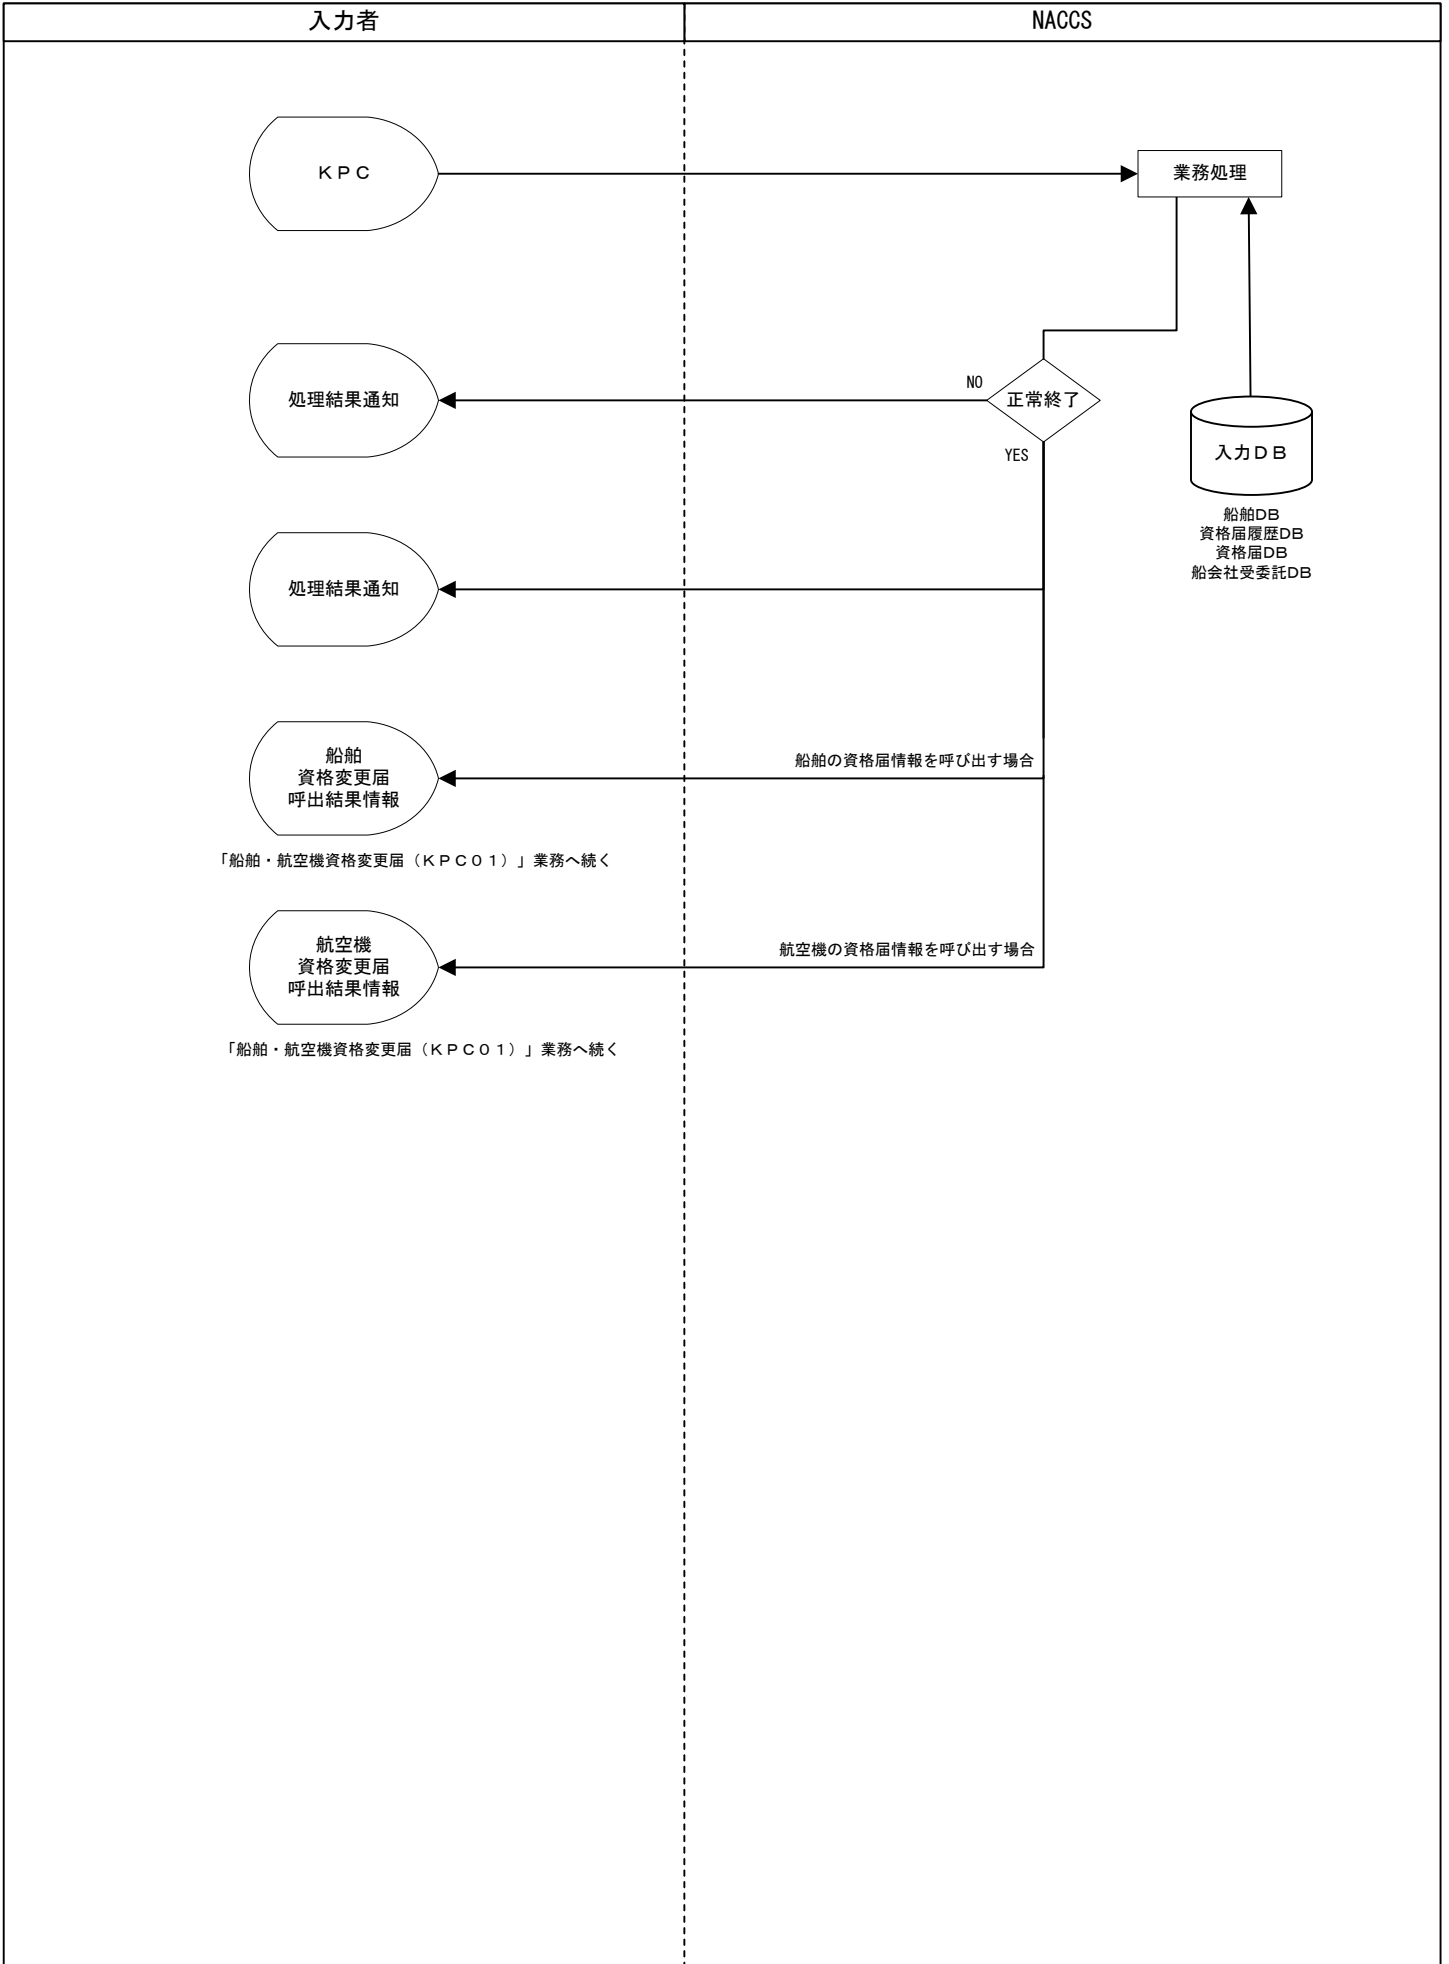 入力者
NACCS
ＫＰＣ
業務処理
処理結果通知
NO
正常終了
YES
入力ＤＢ
船舶DB
資格届履歴DB
資格届DB
船会社受委託DB
処理結果通知
船舶
資格変更届
呼出結果情報
船舶の資格届情報を呼び出す場合
「船舶・航空機資格変更届（ＫＰＣ０１）」業務へ続く
航空機
資格変更届
呼出結果情報
航空機の資格届情報を呼び出す場合
「船舶・航空機資格変更届（ＫＰＣ０１）」業務へ続く